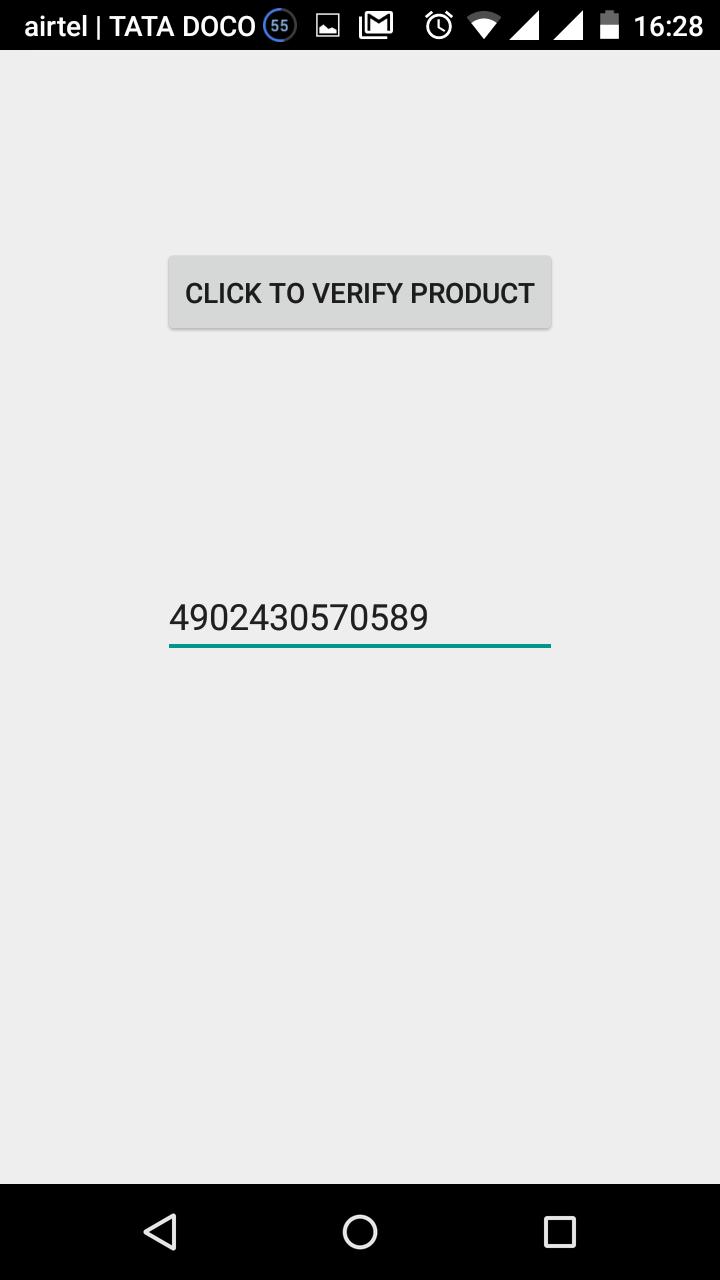 airtel | TATA DOCO 55 16:28
CLICK TO VERIFY PRODUCT
4902430570589